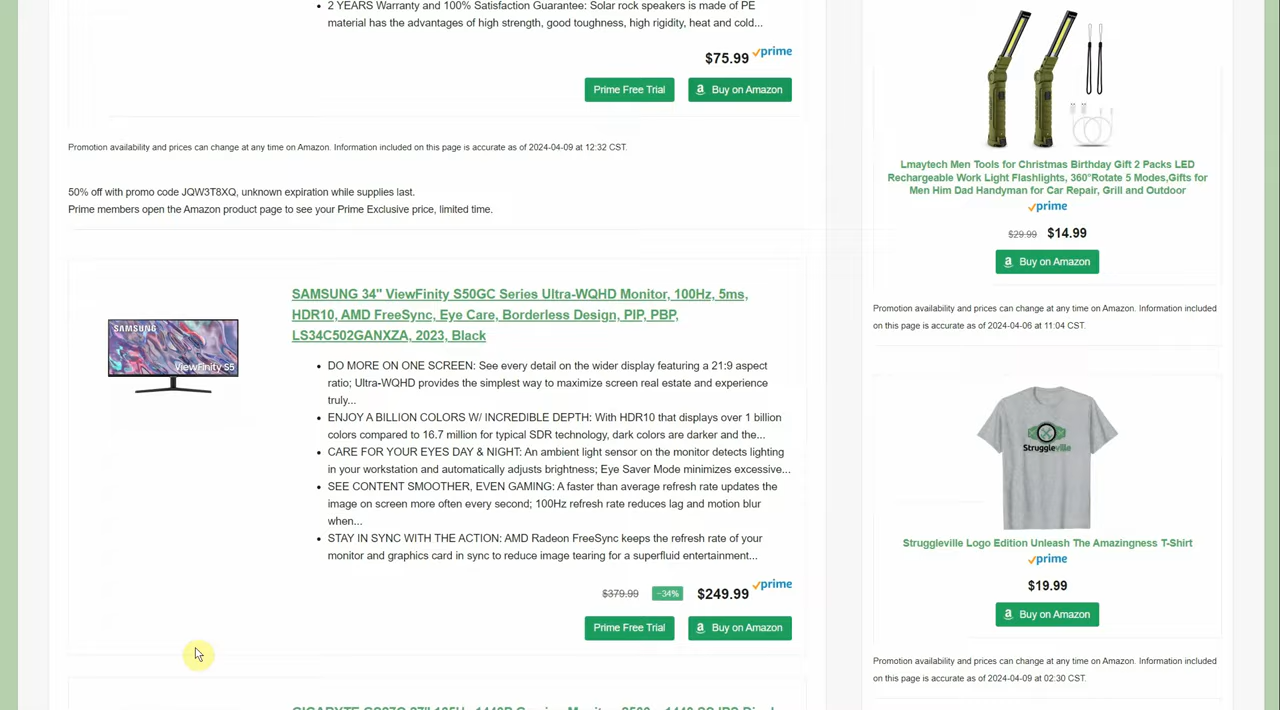 2 YEARS Warranty and 100% Satisfaction Guarantee: Solar rock speakers is made of PE
material has the advantages of high strength, good toughness, high rigidity, heat and cold...
$75.99 prime
Prime Free Trial
Buy on Amazon
Promotion availability and prices can change at any time on Amazon. Information included on this page is accurate as of 2024-04-09 at 12:32 CST.
50% off with promo code JQW3T8XQ, unknown expiration while supplies last.
Prime members open the Amazon product page to see your Prime Exclusive price, limited time.
SAMSUNG
ViewFinity S5
SAMSUNG 34" ViewFinity S50GC Series Ultra-WQHD Monitor, 100Hz, 5ms,
HDR10, AMD FreeSync, Eye Care, Borderless Design, PIP, PBP,
LS34C502GANXZA, 2023, Black
DO MORE ON ONE SCREEN: See every detail on the wider display featuring a 21:9 aspect
ratio; Ultra-WQHD provides the simplest way to maximize screen real estate and experience
truly...
ENJOY A BILLION COLORS W/ INCREDIBLE DEPTH: With HDR10 that displays over 1 billion
colors compared to 16.7 million for typical SDR technology, dark colors are darker and the...
CARE FOR YOUR EYES DAY & NIGHT: An ambient light sensor on the monitor detects lighting
in your workstation and automatically adjusts brightness; Eye Saver Mode minimizes excessive...
SEE CONTENT SMOOTHER, EVEN GAMING: A faster than average refresh rate updates the
image on screen more often every second; 100Hz refresh rate reduces lag and motion blur
when...
STAY IN SYNC WITH THE ACTION: AMD Radeon FreeSync keeps the refresh rate of your
monitor and graphics card in sync to reduce image tearing for a superfluid entertainment...
$379.99 −34% $249.99 prime
Prime Free Trial
Buy on Amazon
Lmaytech Men Tools for Christmas Birthday Gift 2 Packs LED
Rechargeable Work Light Flashlights, 360°Rotate 5 Modes,Gifts for
Men Him Dad Handyman for Car Repair, Grill and Outdoor
prime
$29.99 $14.99
Buy on Amazon
Promotion availability and prices can change at any time on Amazon. Information included
on this page is accurate as of 2024-04-06 at 11:04 CST.
Struggleville
Struggleville Logo Edition Unleash The Amazingness T-Shirt
prime
$19.99
Buy on Amazon
Promotion availability and prices can change at any time on Amazon. Information included
on this page is accurate as of 2024-04-09 at 02:30 CST.